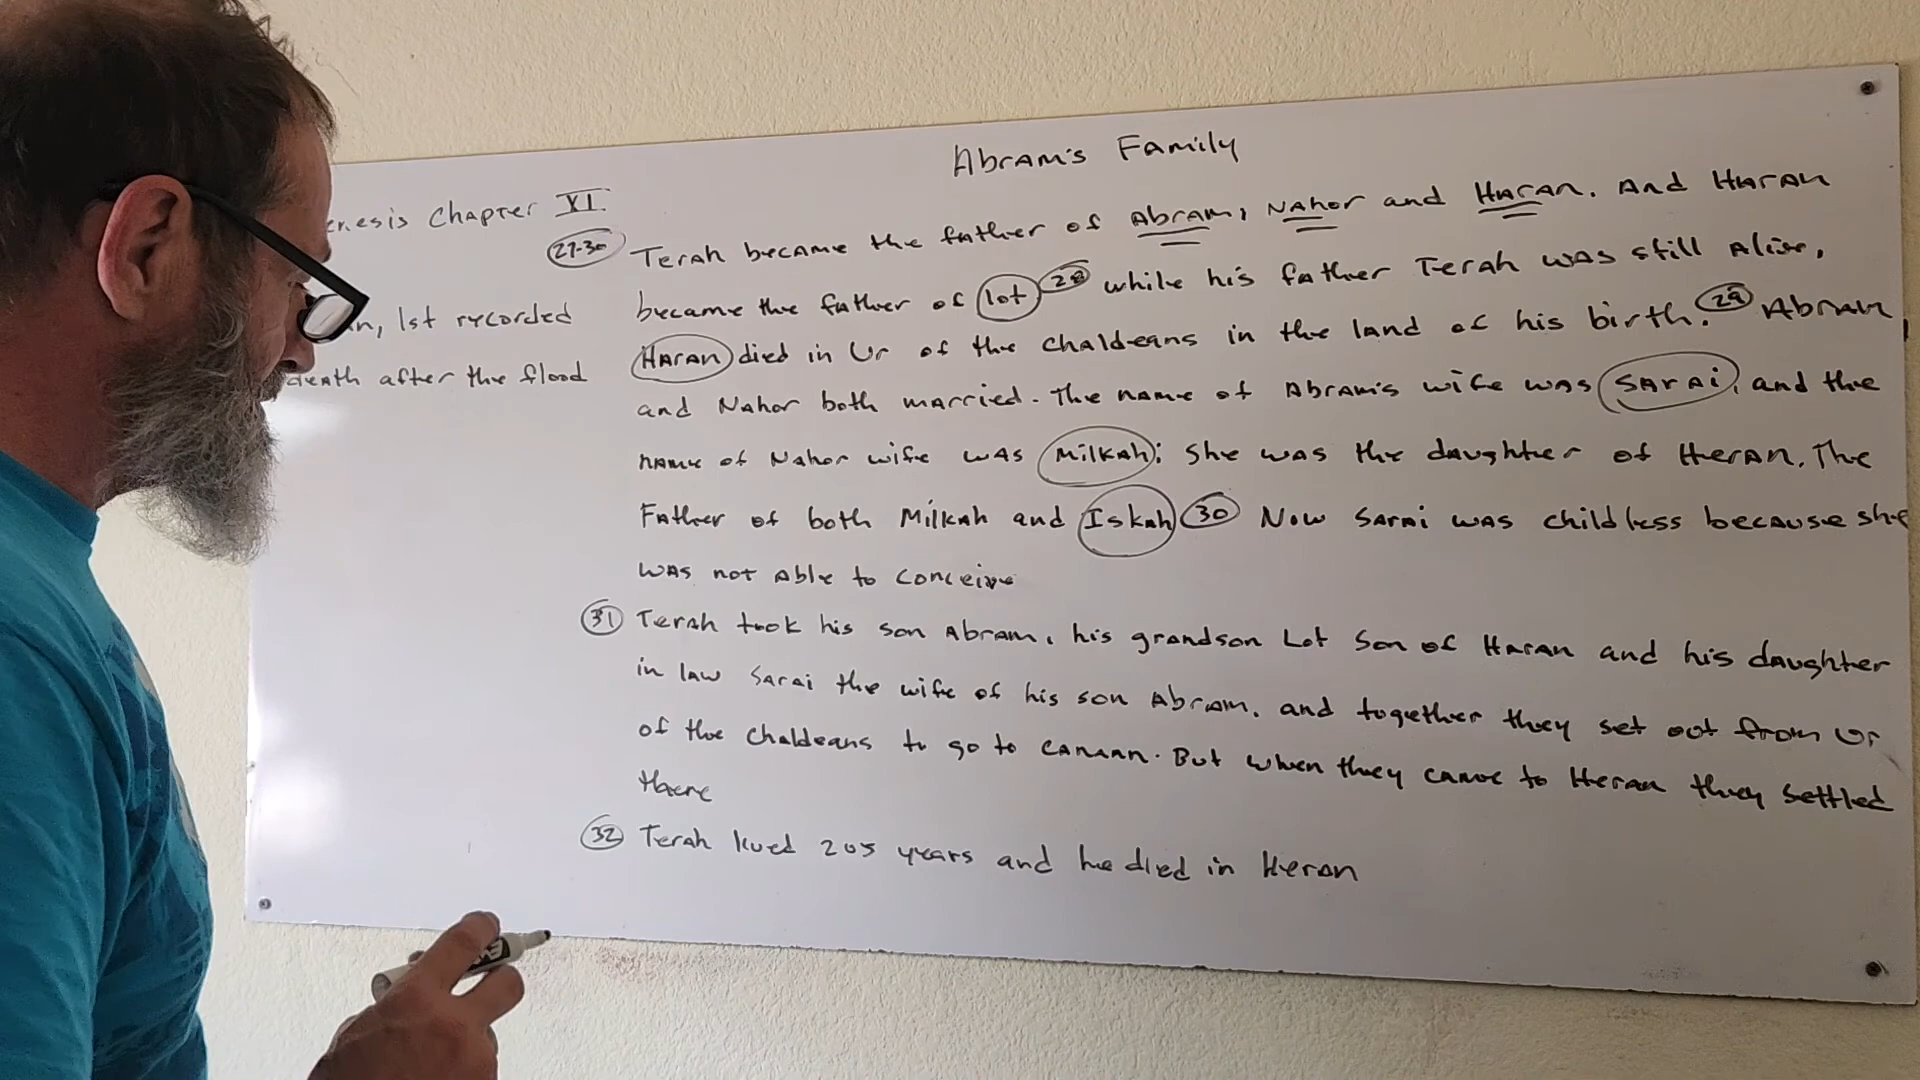 Abram's Family
enesis Chapter XI.
27-30 Terah became the father of Abram, Nahor and Haran. And Haran
became the father of lot 28 while his father Terah was still Alive,
n, 1st recorded
Haran died in Ur of the chaldeans in the land of his birth. 29 Abram,
death after the flood
and Nahor both married. The name of Abram's wife was Sarai, and the
name of Nahor wife was Milkah; She was the daughter of Heran. The
Father of both Milkah and Iskah 30 Now Sarai was childless because she
was not able to conceive
31 Terah took his son Abram, his grandson Lot Son of Haran and his daughter
in law Sarai the wife of his son Abram. and together they set out from Ur
of the Chaldeans to go to Canaan. But when they came to Heran they settled
there
32 Terah lived 205 years and he died in Heran